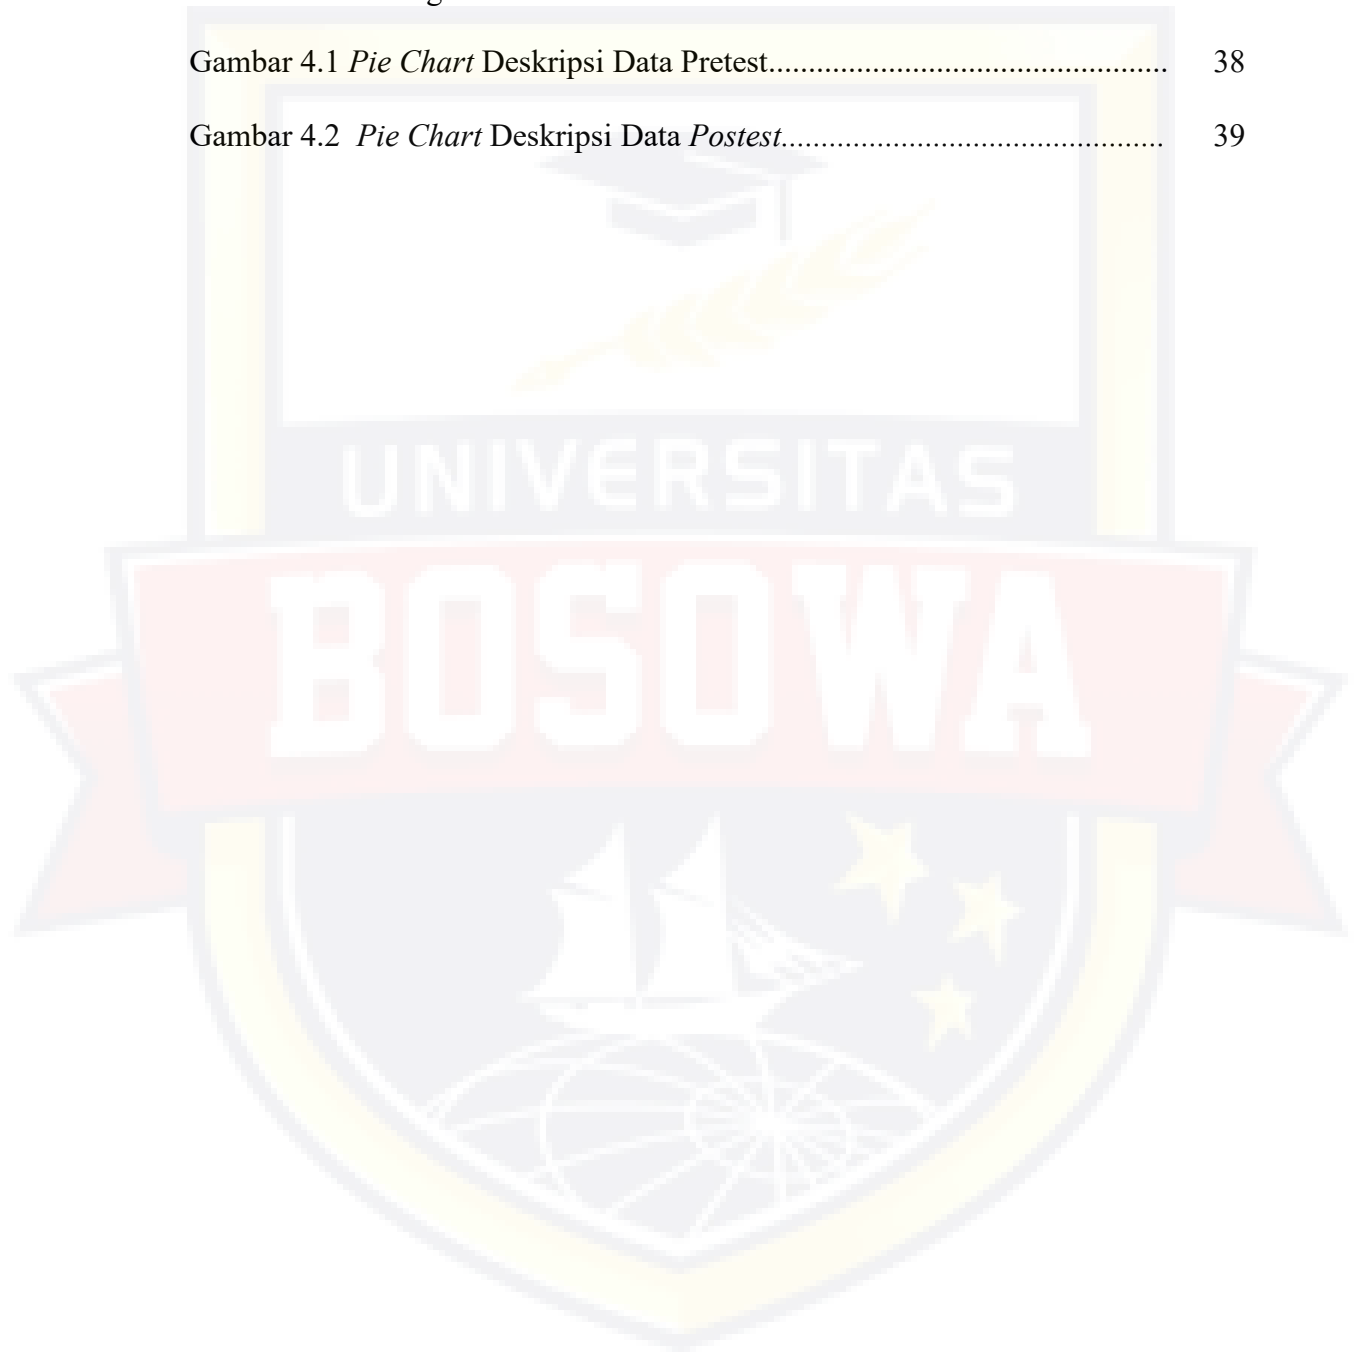 Gambar 4.1 Pie Chart Deskripsi Data Pretest.................................................. 38
Gambar 4.2 Pie Chart Deskripsi Data Postest................................................ 39
UNIVERSITAS
BOSOWA